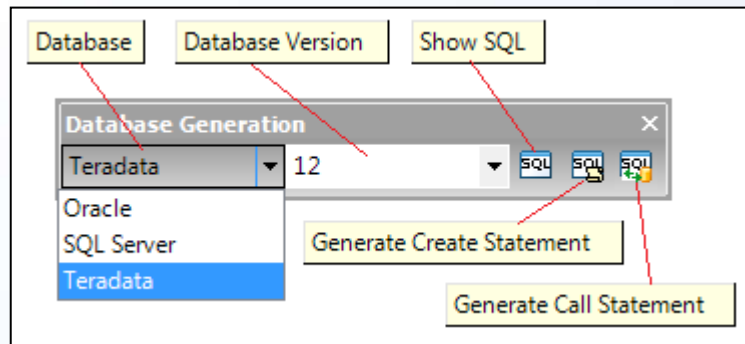 Database
Database Version
Show SQL
Database Generation
Teradata
12
SQL
SQL
SQL
Oracle
SQL Server
Teradata
Generate Create Statement
Generate Call Statement